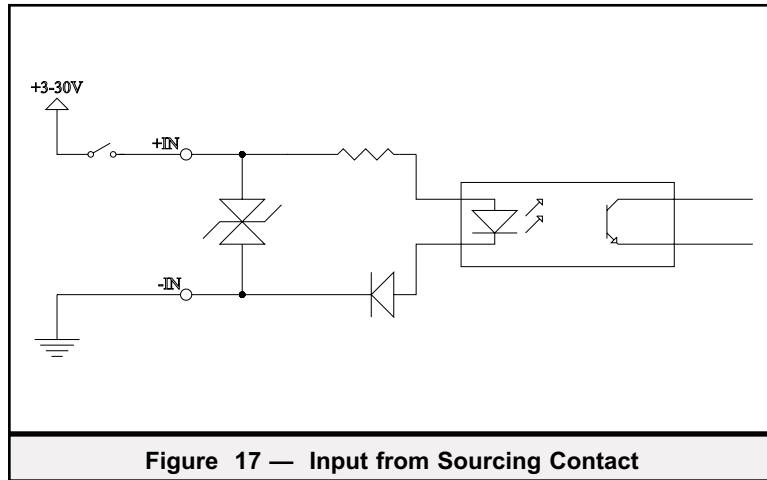 +3-30V
+IN
-IN
Figure 17 — Input from Sourcing Contact